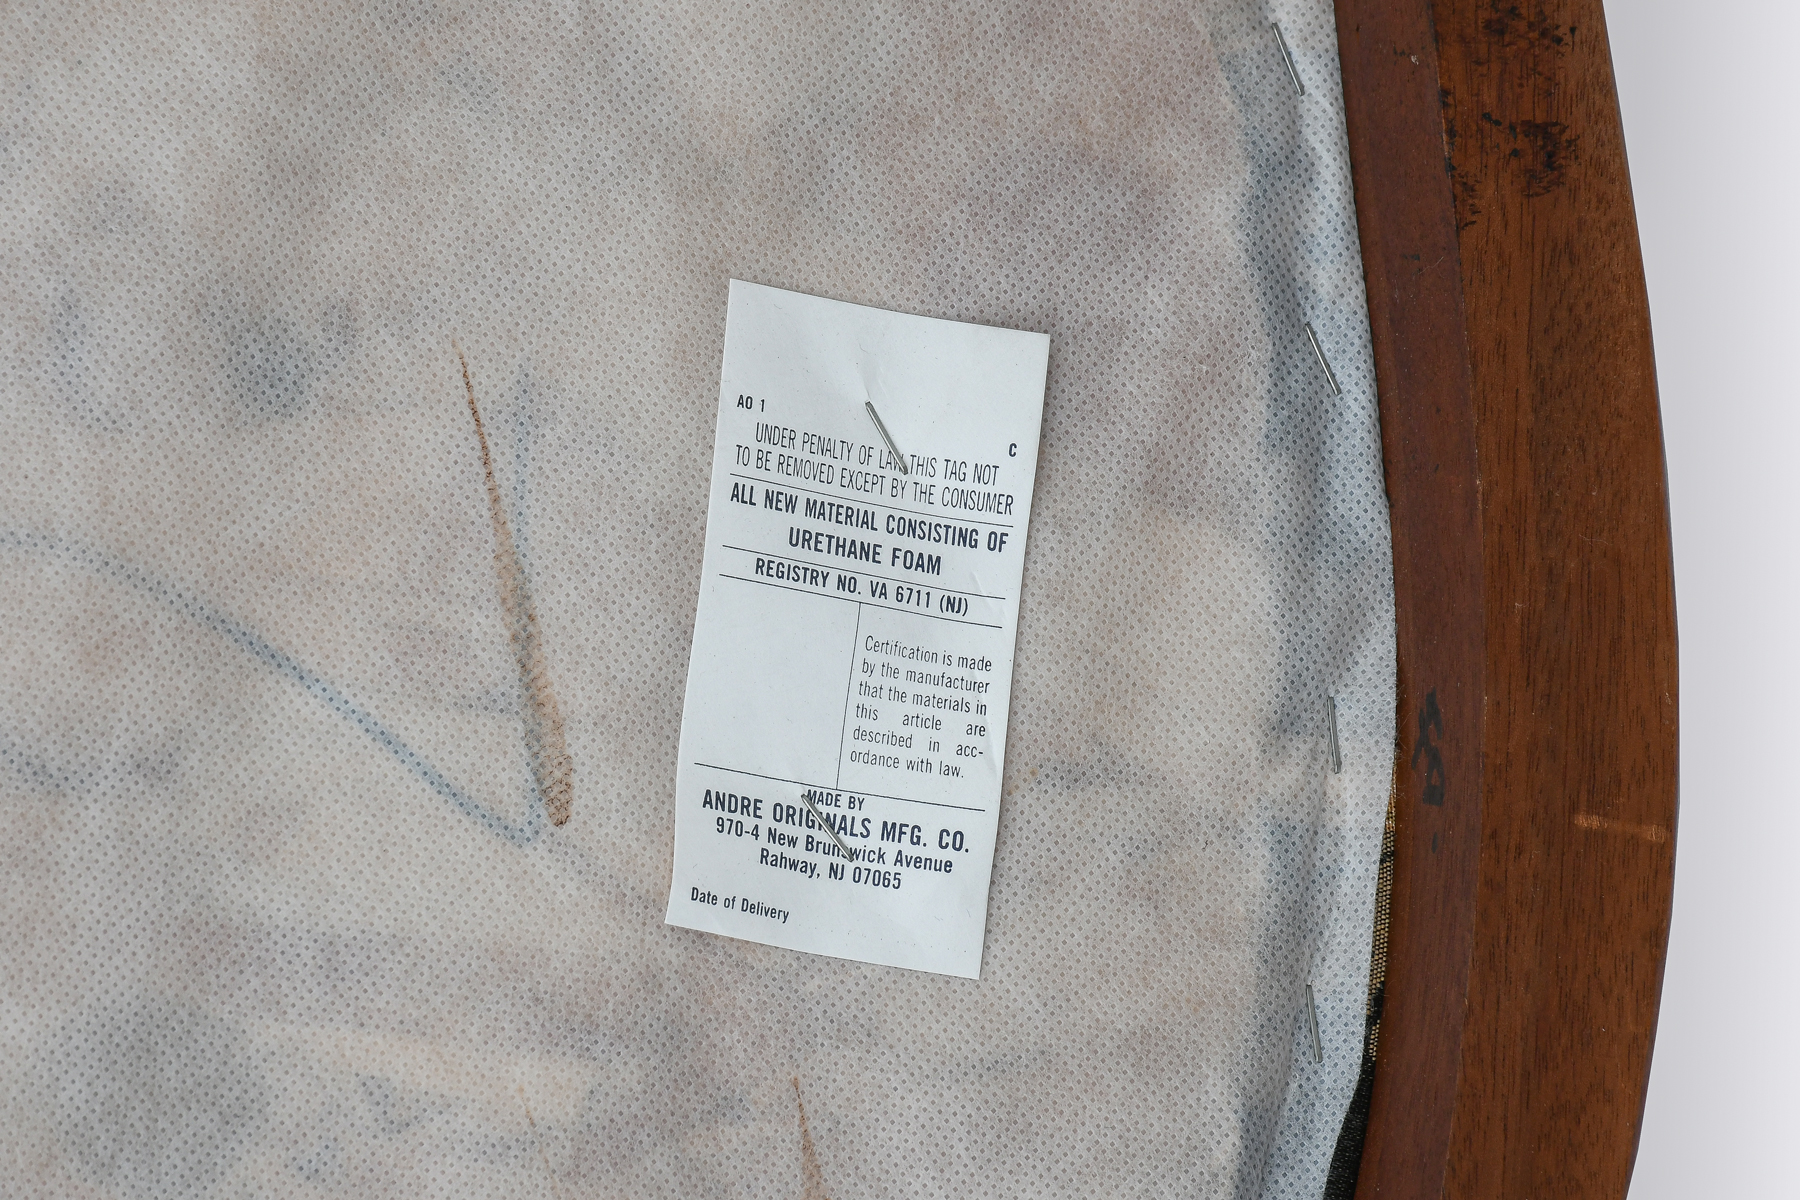 AO 1
C
UNDER PENALTY OF LAW THIS TAG NOT
TO BE REMOVED EXCEPT BY THE CONSUMER
ALL NEW MATERIAL CONSISTING OF
URETHANE FOAM
REGISTRY NO. VA 6711 (NJ)
Certification is made
by the manufacturer
that the materials in
this article are
described in acc-
ordance with law.
MADE BY
ANDRE ORIGINALS MFG. CO.
970-4 New Brunswick Avenue
Rahway, NJ 07065
Date of Delivery